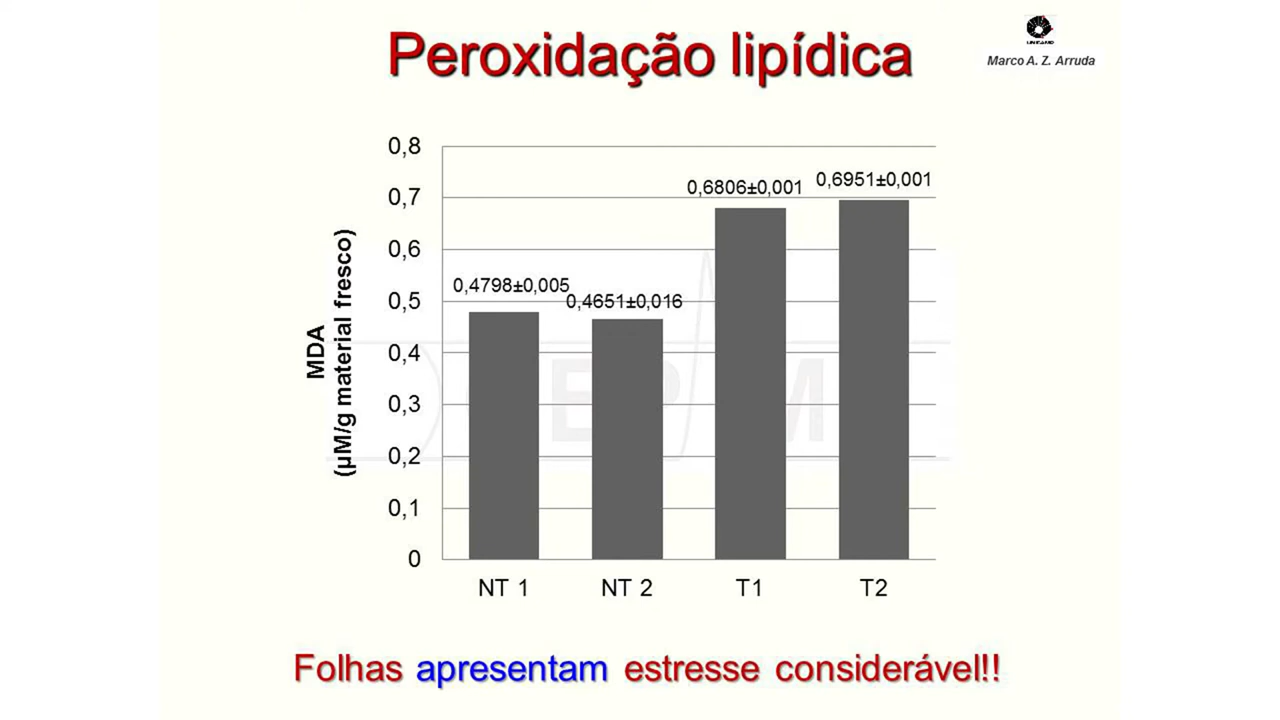 Peroxidação lipídica
UNICAMP
Marco A. Z. Arruda
MDA
(µM/g material fresco)
0,8
0,7
0,6
0,5
0,4
0,3
0,2
0,1
0
0,4798±0,005
0,4651±0,016
0,6806±0,001
0,6951±0,001
NT 1
NT 2
T1
T2
Folhas apresentam estresse considerável!!